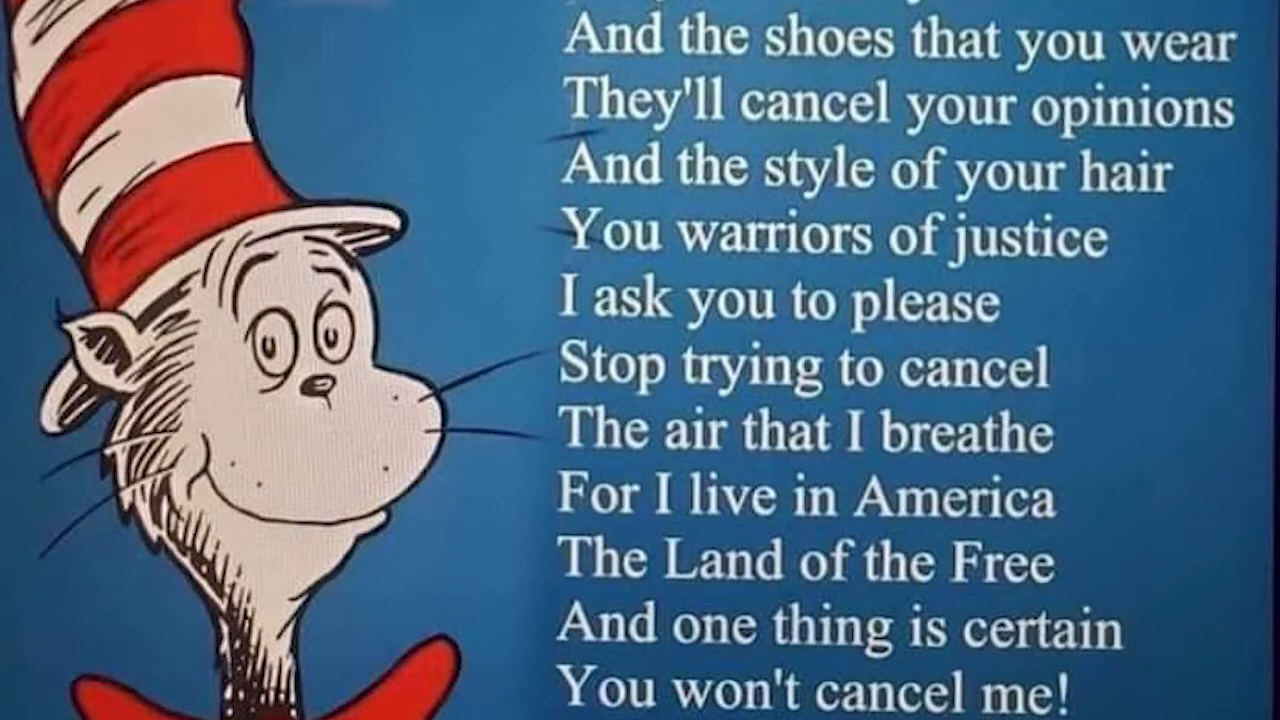 And the shoes that you wear
They'll cancel your opinions
And the style of your hair
You warriors of justice
I ask you to please
Stop trying to cancel
The air that I breathe
For I live in America
The Land of the Free
And one thing is certain
You won't cancel me!